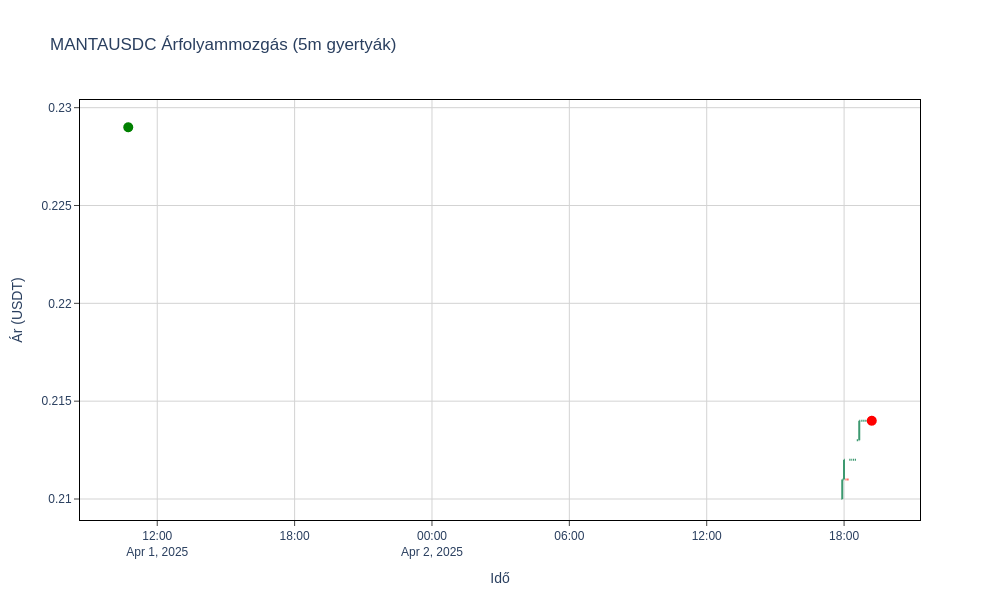 MANTAUSDC Árfolyammozgás (5m gyertyák)
Ár (USDT)
0.23
0.225
0.22
0.215
0.21
12:00 18:00 00:00 06:00 12:00 18:00
Apr 1, 2025 Apr 2, 2025
Idő